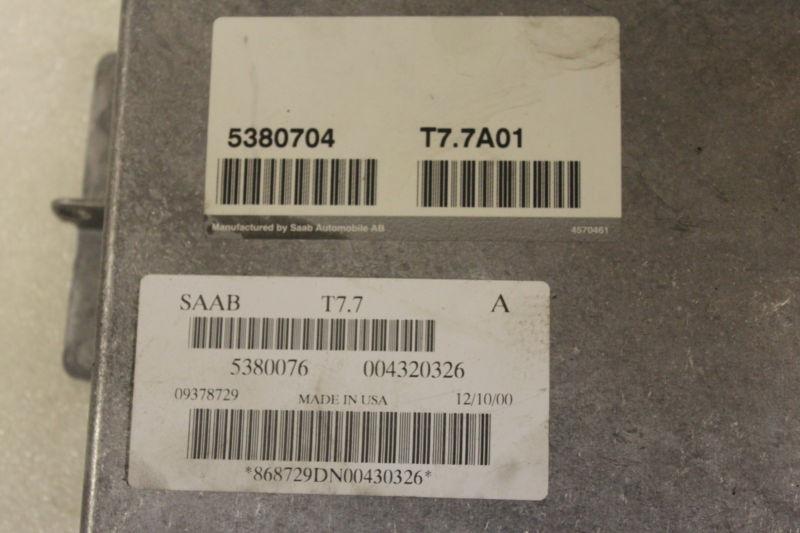 5380704 T7.7A01
Manufactured by Saab Automobile AB 4570461
SAAB T7.7 A
5380076 004320326
09378729 MADE IN USA 12/10/00
*868729DN00430326*